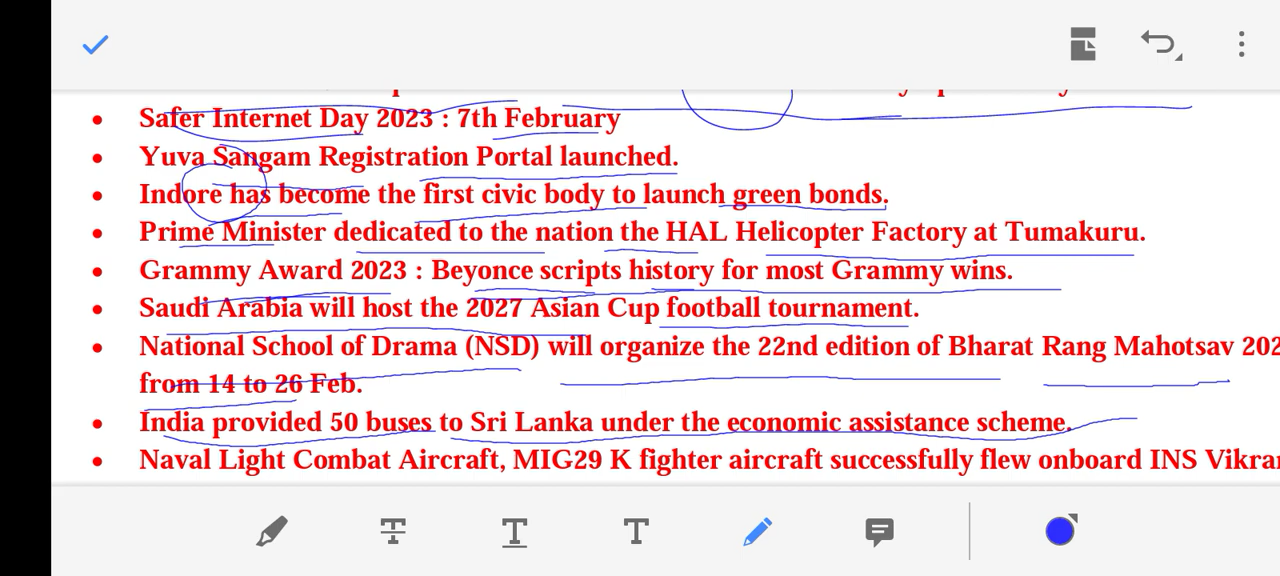 • Safer Internet Day 2023 : 7th February
• Yuva Sangam Registration Portal launched.
• Indore has become the first civic body to launch green bonds.
• Prime Minister dedicated to the nation the HAL Helicopter Factory at Tumakuru.
• Grammy Award 2023 : Beyonce scripts history for most Grammy wins.
• Saudi Arabia will host the 2027 Asian Cup football tournament.
• National School of Drama (NSD) will organize the 22nd edition of Bharat Rang Mahotsav 202
from 14 to 26 Feb.
• India provided 50 buses to Sri Lanka under the economic assistance scheme.
• Naval Light Combat Aircraft, MIG29 K fighter aircraft successfully flew onboard INS Vikra